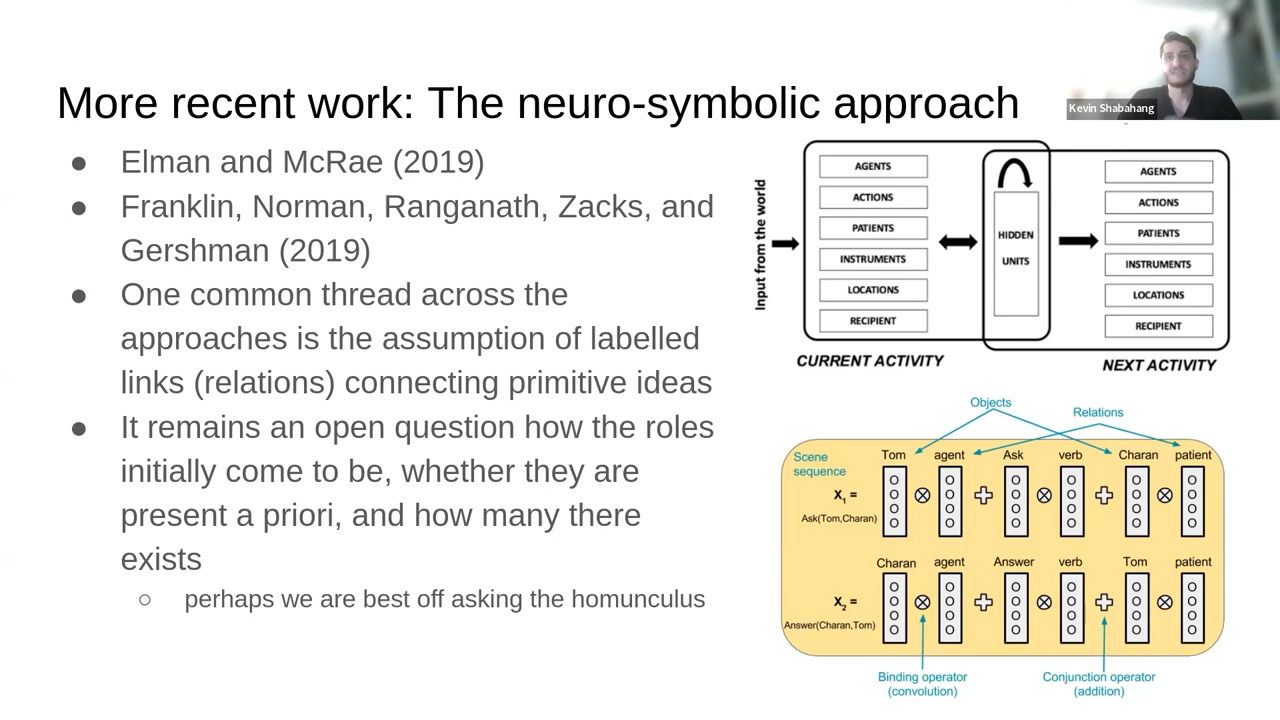 More recent work: The neuro-symbolic approach
Kevin Shabahang
● Elman and McRae (2019)
● Franklin, Norman, Ranganath, Zacks, and
Gershman (2019)
● One common thread across the
approaches is the assumption of labelled
links (relations) connecting primitive ideas
● It remains an open question how the roles
initially come to be, whether they are
present a priori, and how many there
exists
○ perhaps we are best off asking the homunculus
Input from the world
AGENTS
ACTIONS
PATIENTS
INSTRUMENTS
LOCATIONS
RECIPIENT
CURRENT ACTIVITY
HIDDEN
UNITS
AGENTS
ACTIONS
PATIENTS
INSTRUMENTS
LOCATIONS
RECIPIENT
NEXT ACTIVITY
Objects
Relations
Scene
sequence
Tom agent Ask verb Charan patient
X1 =
Ask(Tom,Charan)
Charan agent Answer verb Tom patient
X2 =
Answer(Charan,Tom)
Binding operator
(convolution)
Conjunction operator
(addition)